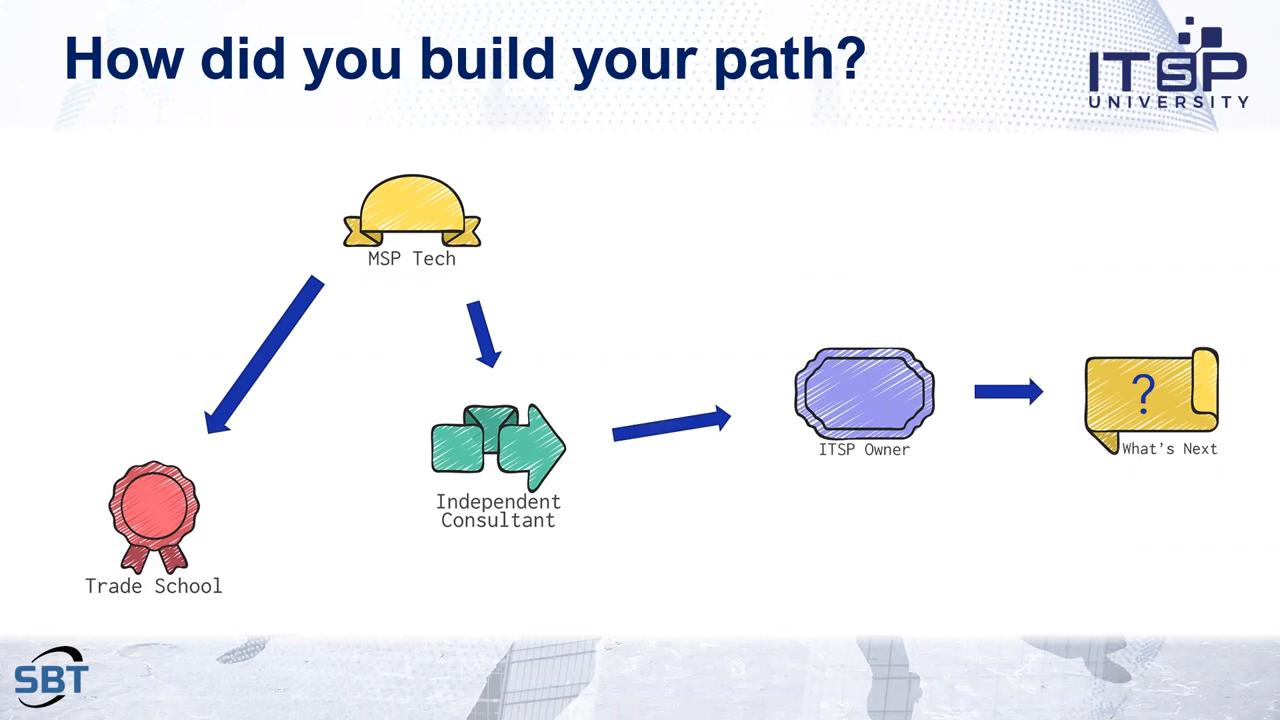 How did you build your path?
ITSP
UNIVERSITY
MSP Tech
Independent
Consultant
ITSP Owner
?
What's Next
Trade School
SBT